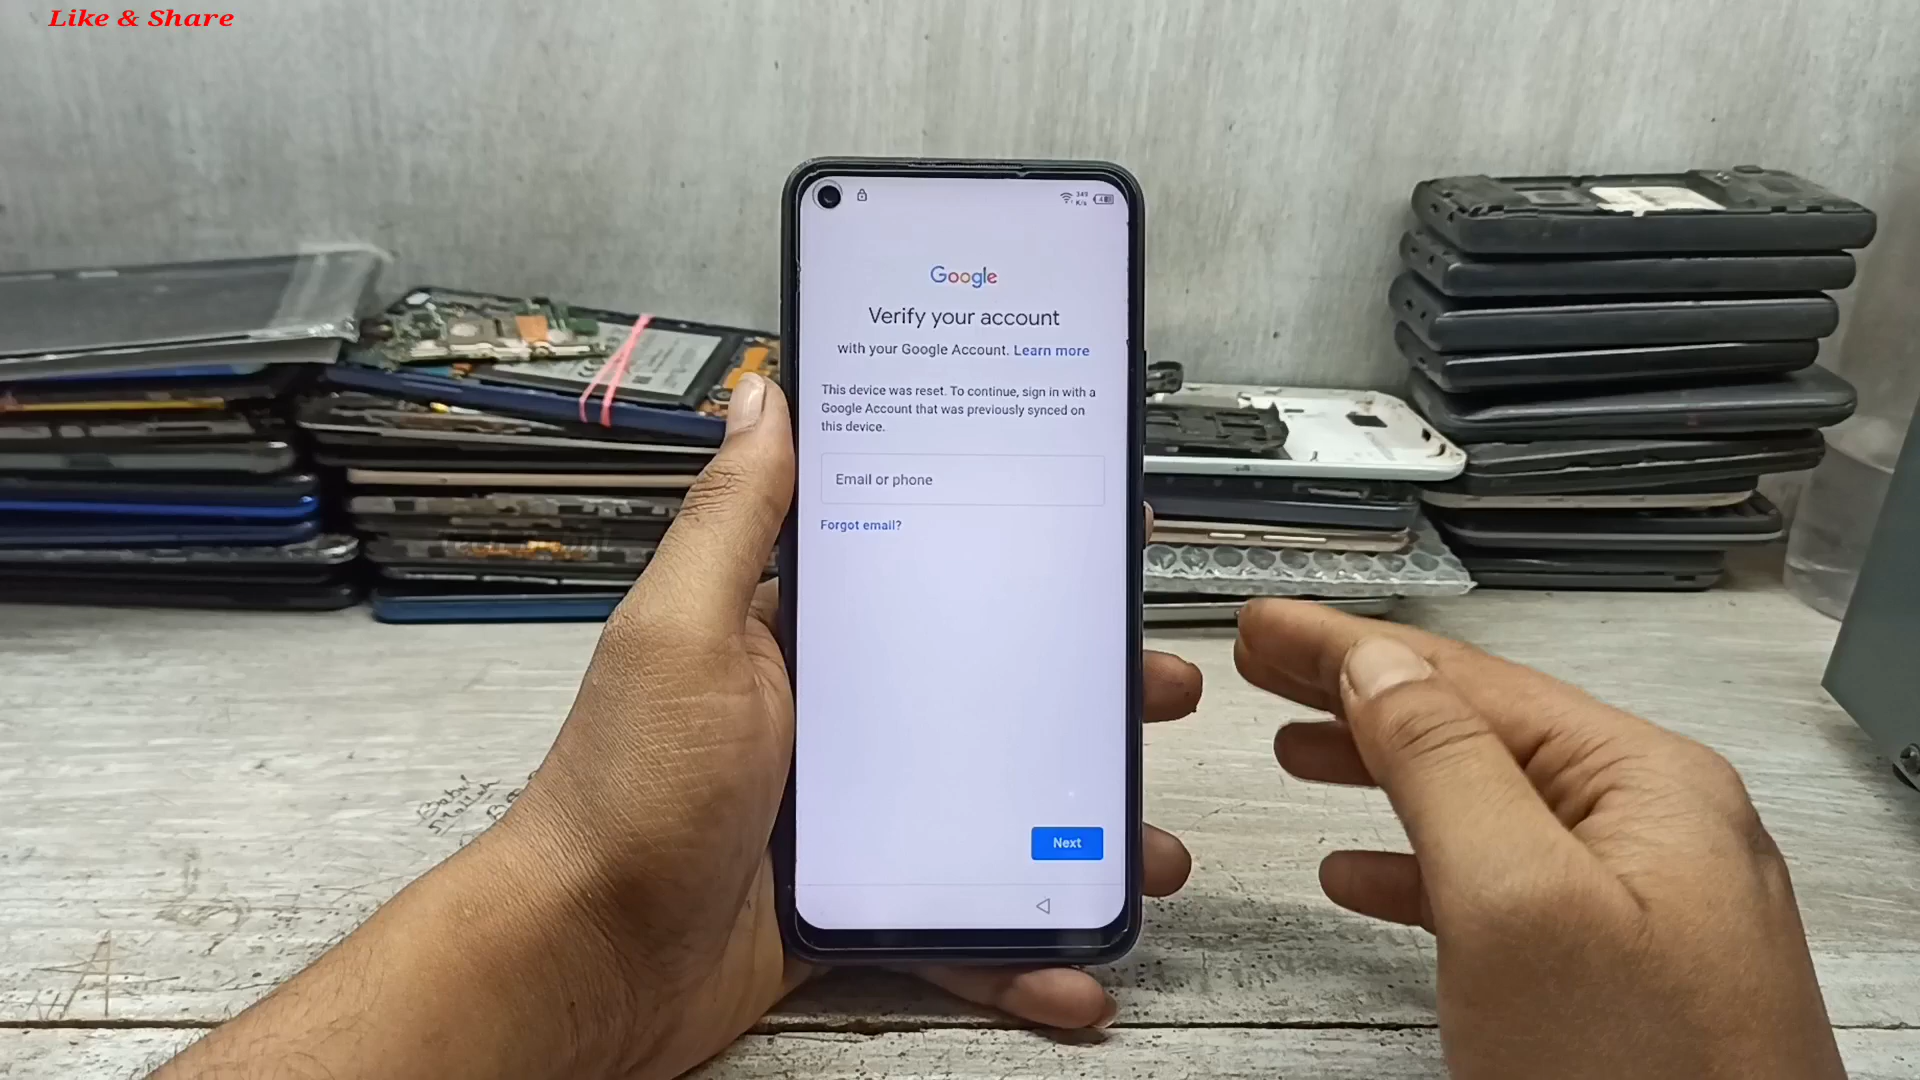 Like & Share
Google
Verify your account
with your Google Account. Learn more
This device was reset. To continue, sign in with a
Google Account that was previously synced on
this device.
Email or phone
Forgot email?
Next